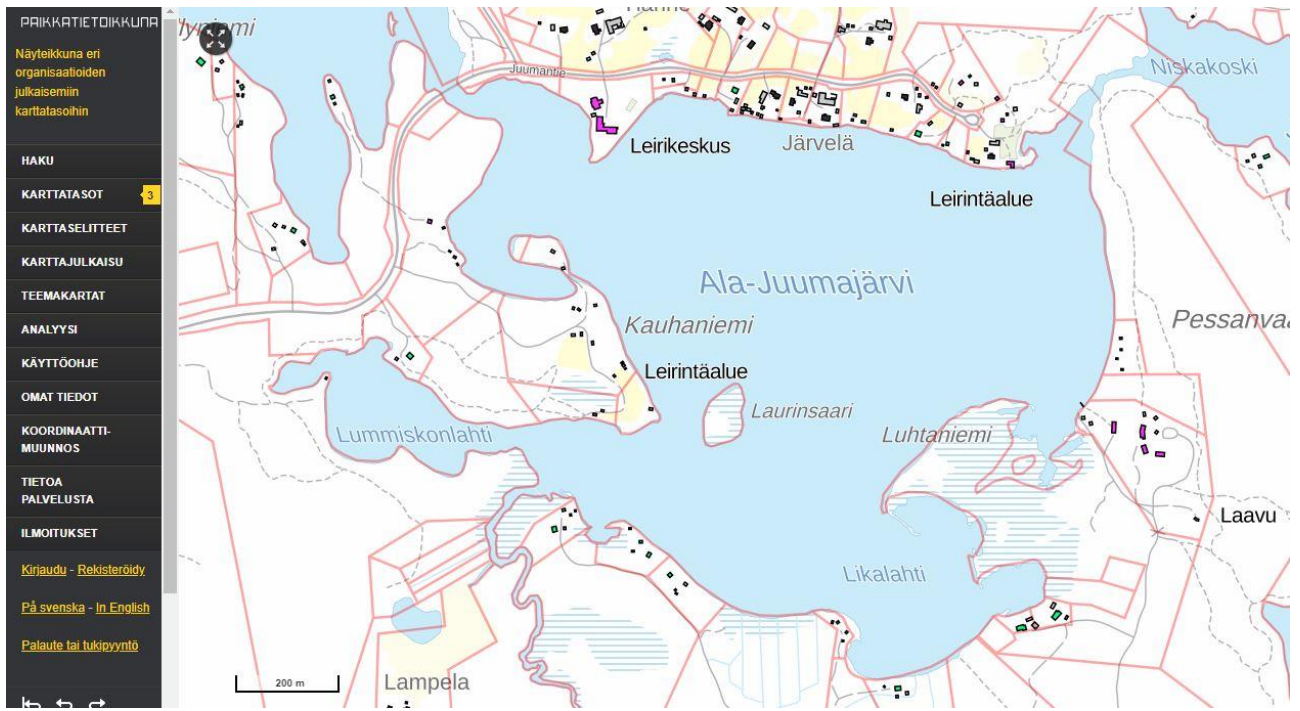 PAIKKATIETOIKKUNA
Näyteikkuna eri
organisaatioiden
julkaisemiin
karttatasoihin
HAKU
KARTTATASOT 3
KARTTASELITTEET
KARTTAJULKAISU
TEEMAKARTAT
ANALYYSI
KÄYTTÖOHJE
OMAT TIEDOT
KOORDINAATTI-
MUUNNOS
TIETOA
PALVELUSTA
ILMOITUKSET
Kirjaudu - Rekisteröidy
På svenska - In English
Palaute tai tukipyyntö
Juumantie
Niskakoski
Leirikeskus
Järvelä
Leirintäalue
Ala-Juumajärvi
Kauhaniemi
Pessanvaa
Leirintäalue
Laurinsaari
Lummiskonlahti
Luhtaniemi
Laavu
Likalahti
200 m
Lampela